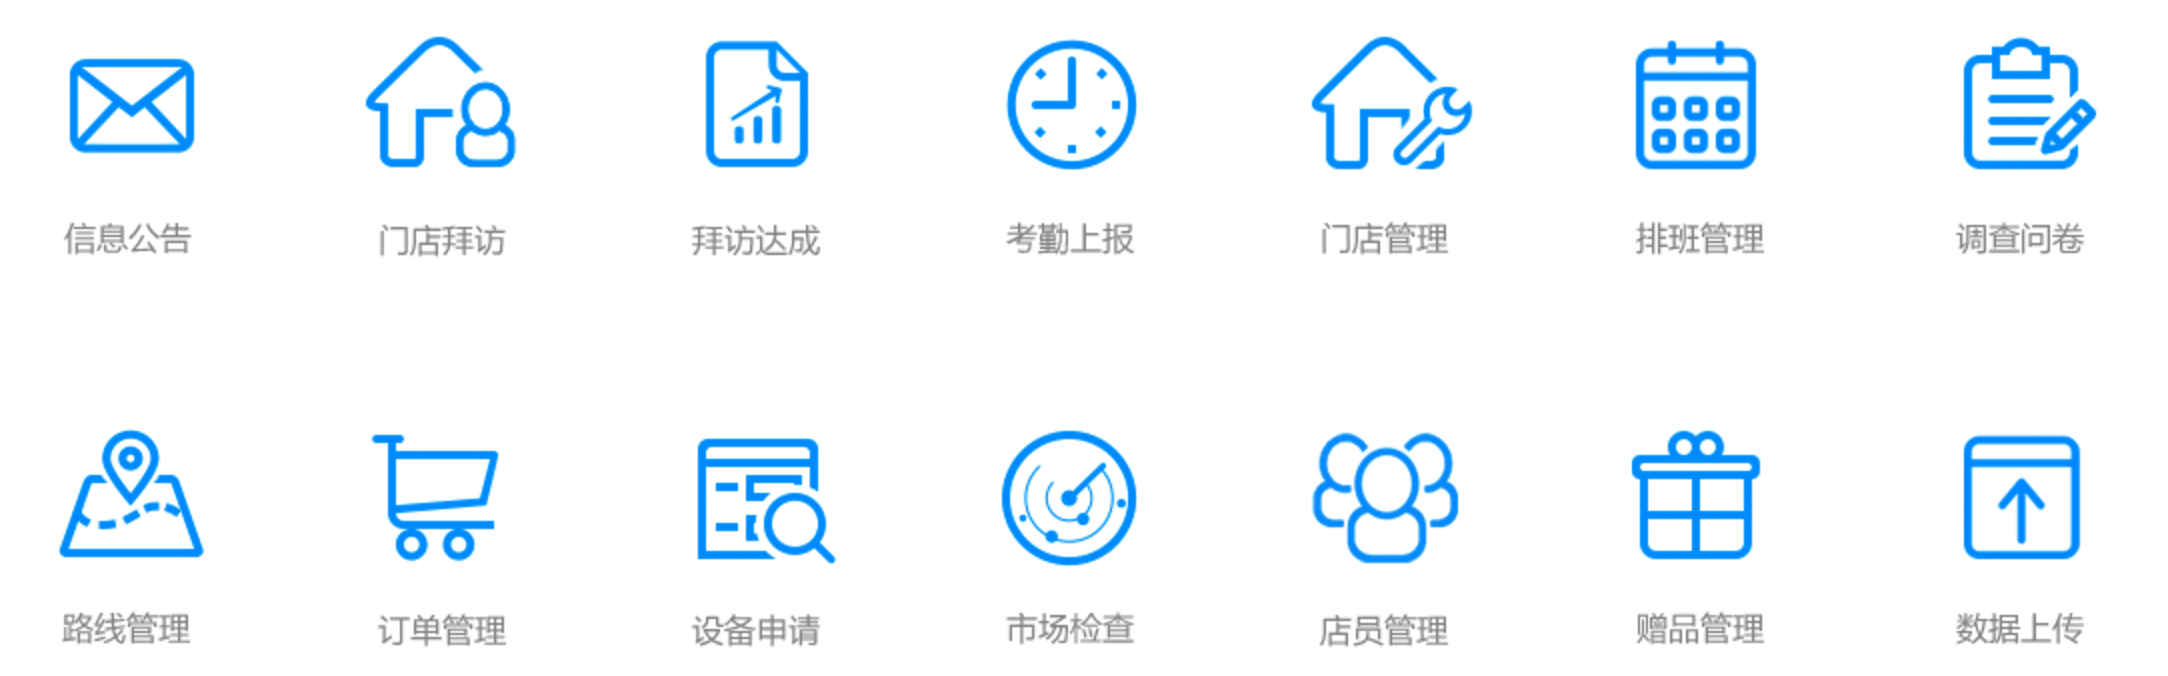 信息公告 门店拜访 拜访达成 考勤上报 门店管理 排班管理 调查问卷
路线管理 订单管理 设备申请 市场检查 店员管理 赠品管理 数据上传